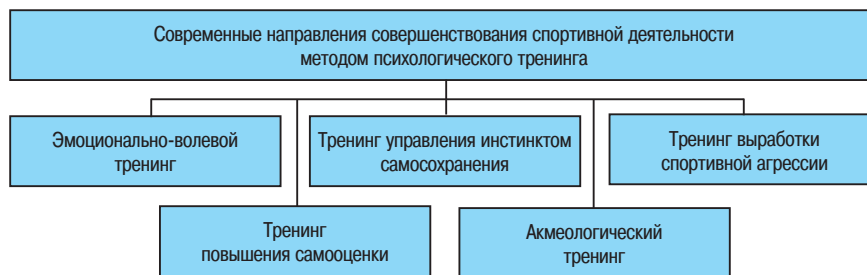 Современные направления совершенствования спортивной деятельности
методом психологического тренинга
Эмоционально-волевой
тренинг
Тренинг управления инстинктом
самосохранения
Тренинг выработки
спортивной агрессии
Тренинг
повышения самооценки
Акмеологический
тренинг